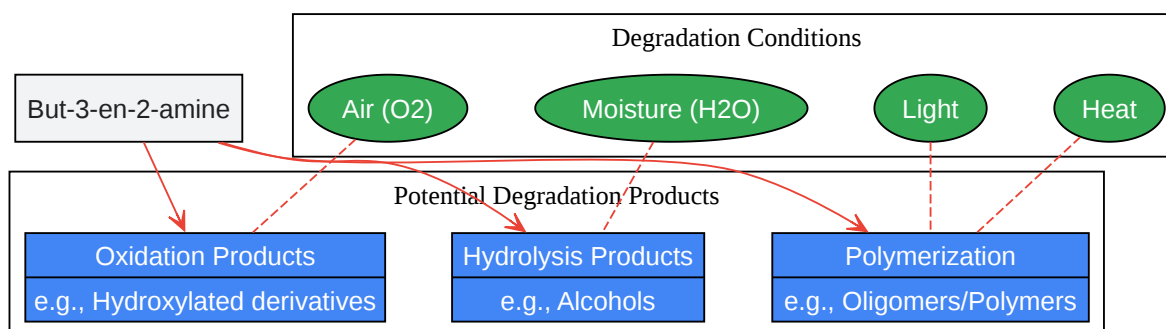 Degradation Conditions
But-3-en-2-amine
Air (O2)
Moisture (H2O)
Light
Heat
Potential Degradation Products
Oxidation Products
e.g., Hydroxylated derivatives
Hydrolysis Products
e.g., Alcohols
Polymerization
e.g., Oligomers/Polymers